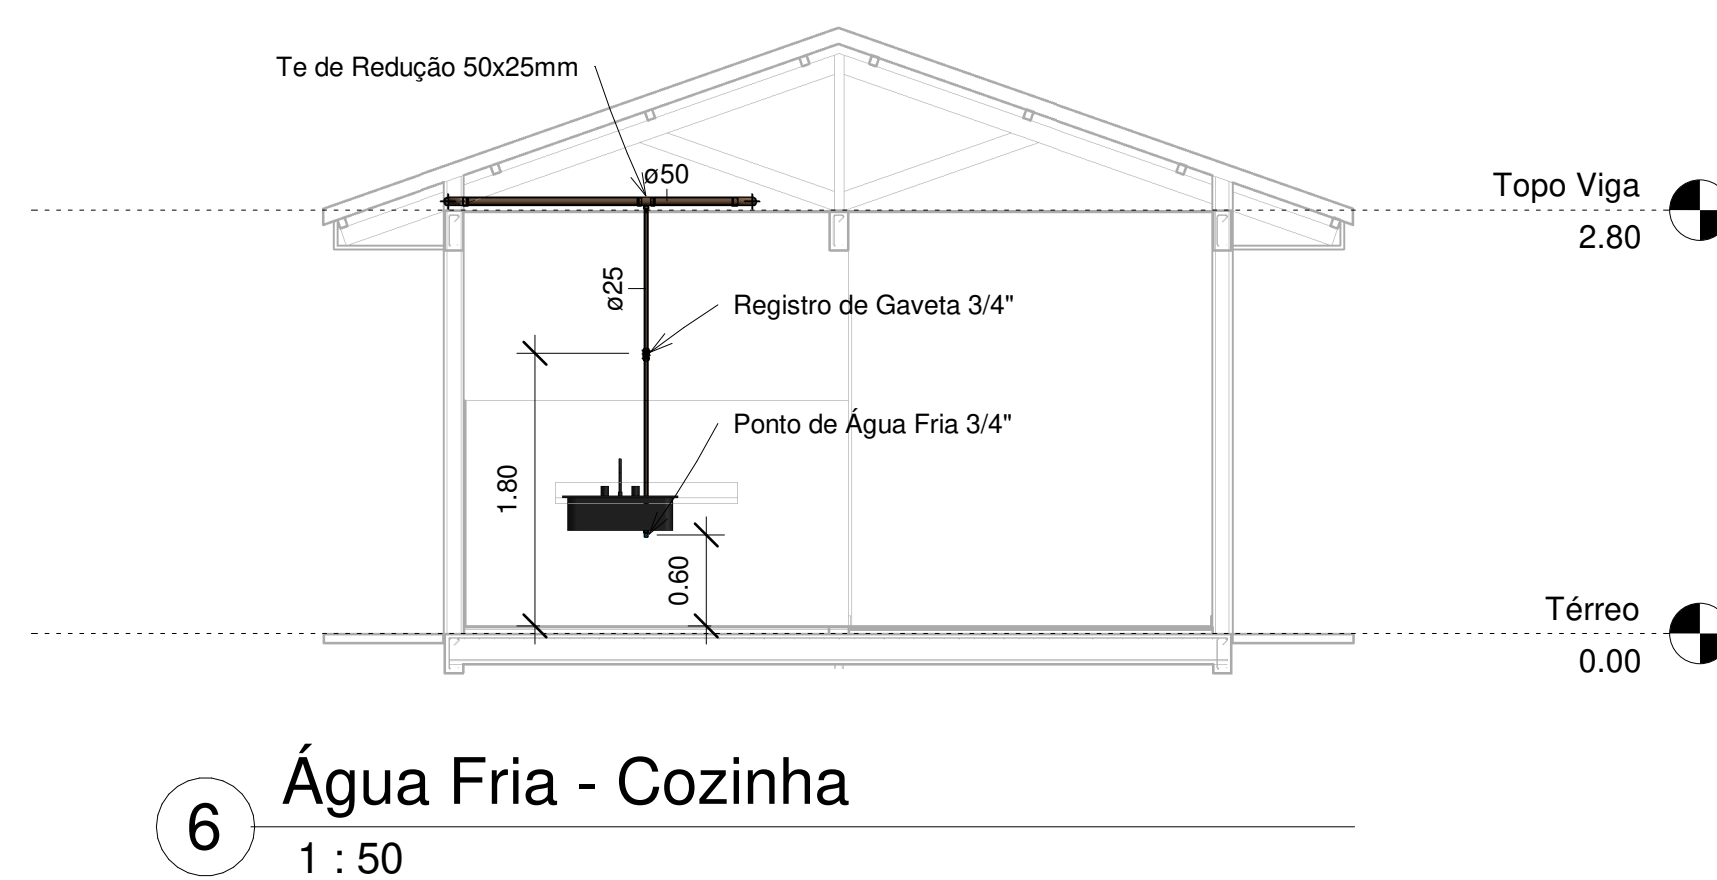 Te de Redução 50x25mm
ø50
Topo Viga
2.80
ø25
Registro de Gaveta 3/4"
Ponto de Água Fria 3/4"
1.80
0.60
Térreo
0.00
6
Água Fria - Cozinha
1 : 50